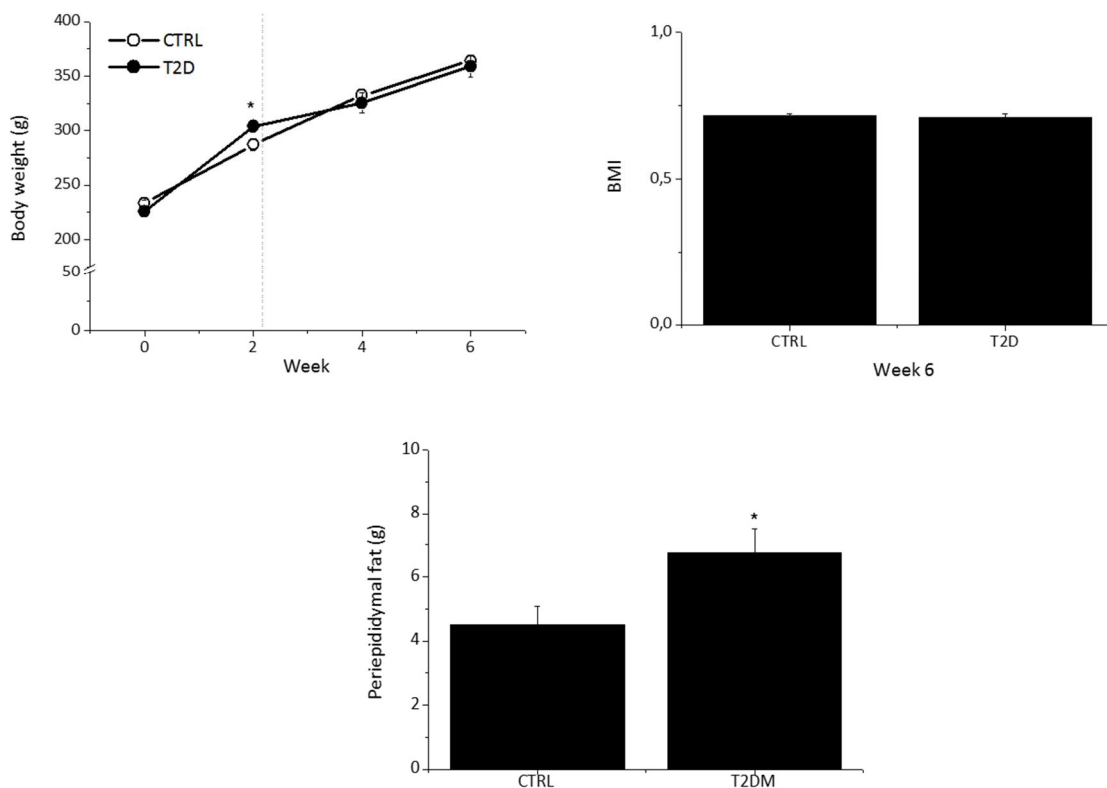 400
350
300
250
200
50
0
Body weight (g)
CTRL
T2D
*
0 2 4 6
Week
1,0
0,5
0,0
BMI
CTRL T2D
Week 6
10
8
6
4
2
0
Periepididymal fat (g)
*
CTRL T2DM